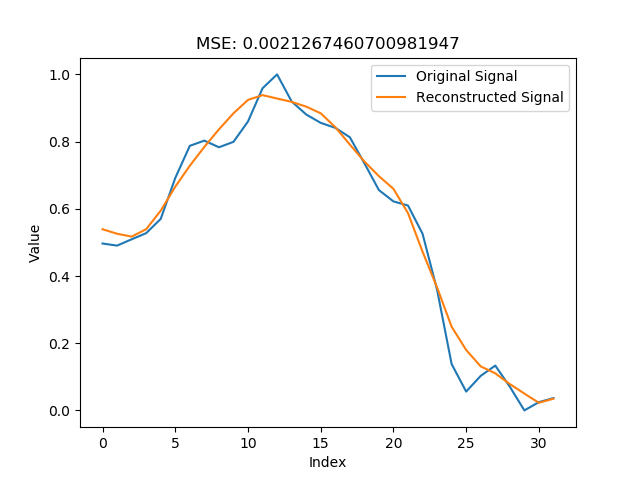 MSE: 0.0021267460700981947
Original Signal
Reconstructed Signal
1.0
0.8
0.6
0.4
0.2
0.0
Value
0 5 10 15 20 25 30
Index